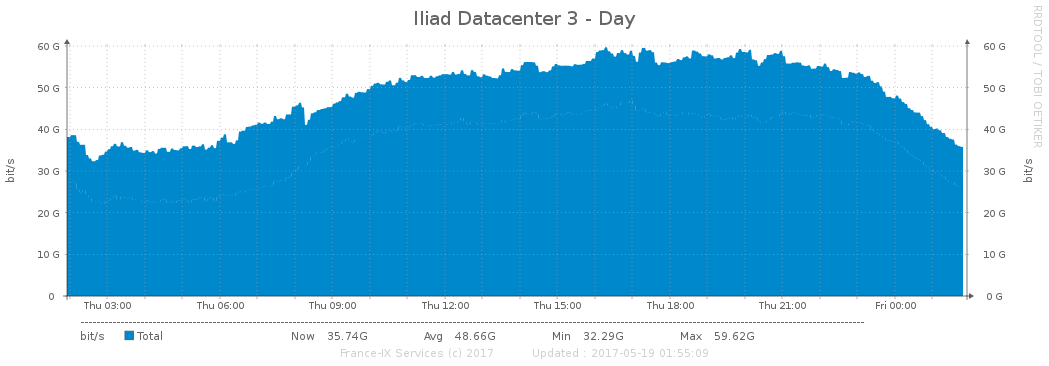 Iliad Datacenter 3 - Day
RRDTOOL / TOBI OETIKER
60 G 60 G
50 G 50 G
40 G 40 G
30 G 30 G
20 G 20 G
10 G 10 G
0 0 G
bit/s bit/s
Thu 03:00 Thu 06:00 Thu 09:00 Thu 12:00 Thu 15:00 Thu 18:00 Thu 21:00 Fri 00:00
bit/s Total Now 35.74G Avg 48.66G Min 32.29G Max 59.62G
France-IX Services (c) 2017 Updated : 2017-05-19 01:55:09